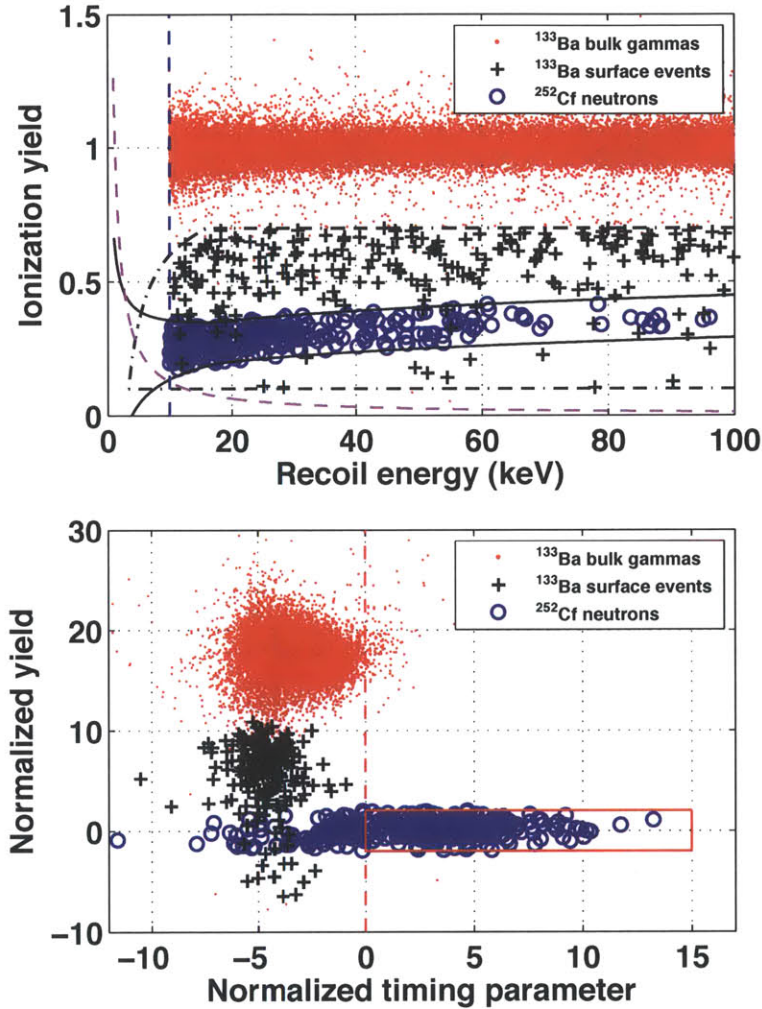 1.5
1
0.5
0
Ionization yield
¹³³Ba bulk gammas
¹³³Ba surface events
²⁵²Cf neutrons
0 20 40 60 80 100
Recoil energy (keV)
30
20
10
0
−10
Normalized yield
¹³³Ba bulk gammas
¹³³Ba surface events
²⁵²Cf neutrons
−10 −5 0 5 10 15
Normalized timing parameter